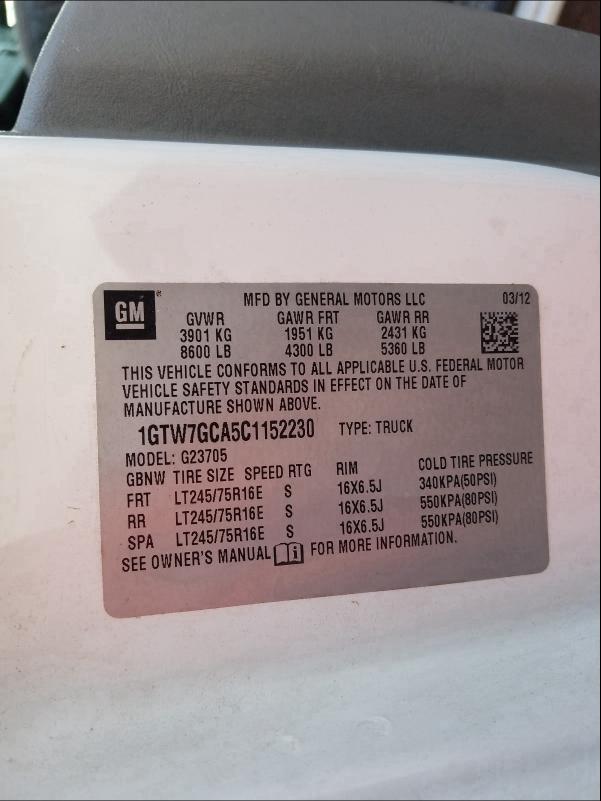 GM ® MFD BY GENERAL MOTORS LLC 03/12
GVWR GAWR FRT GAWR RR
3901 KG 1951 KG 2431 KG
8600 LB 4300 LB 5360 LB
THIS VEHICLE CONFORMS TO ALL APPLICABLE U.S. FEDERAL MOTOR
VEHICLE SAFETY STANDARDS IN EFFECT ON THE DATE OF
MANUFACTURE SHOWN ABOVE.
1GTW7GCA5C1152230 TYPE: TRUCK
MODEL: G23705
GBNW TIRE SIZE SPEED RTG RIM COLD TIRE PRESSURE
FRT LT245/75R16E S 16X6.5J 340KPA(50PSI)
RR LT245/75R16E S 16X6.5J 550KPA(80PSI)
SPA LT245/75R16E S 16X6.5J 550KPA(80PSI)
SEE OWNER'S MANUAL i FOR MORE INFORMATION.